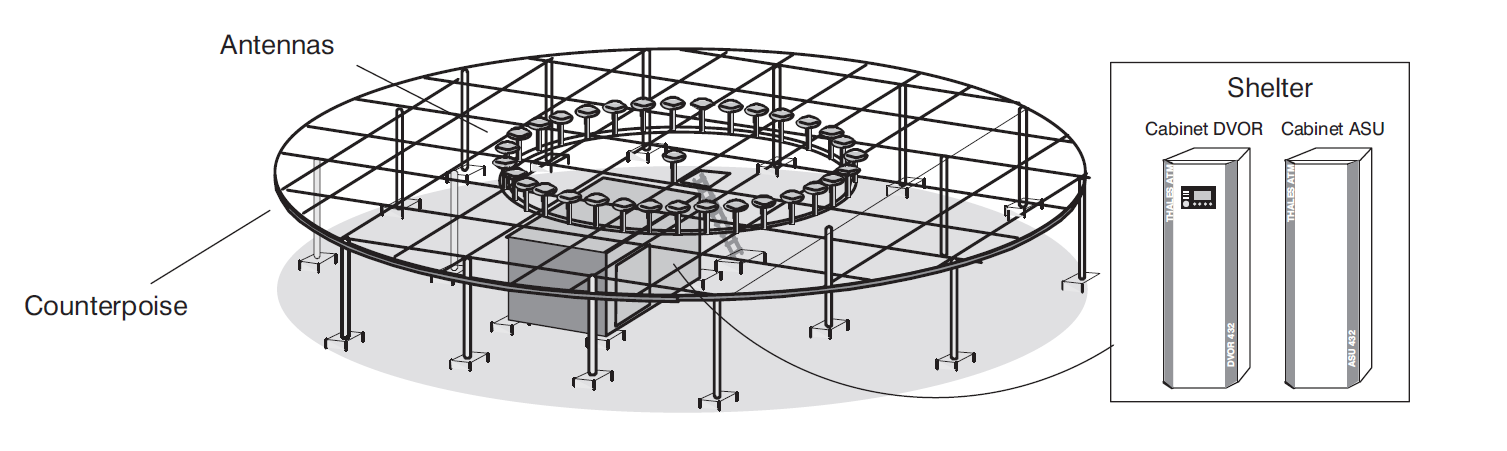 Antennas
Counterpoise
Shelter
Cabinet DVOR
Cabinet ASU
THALES ATM
DVOR 432
THALES ATM
ASU 432